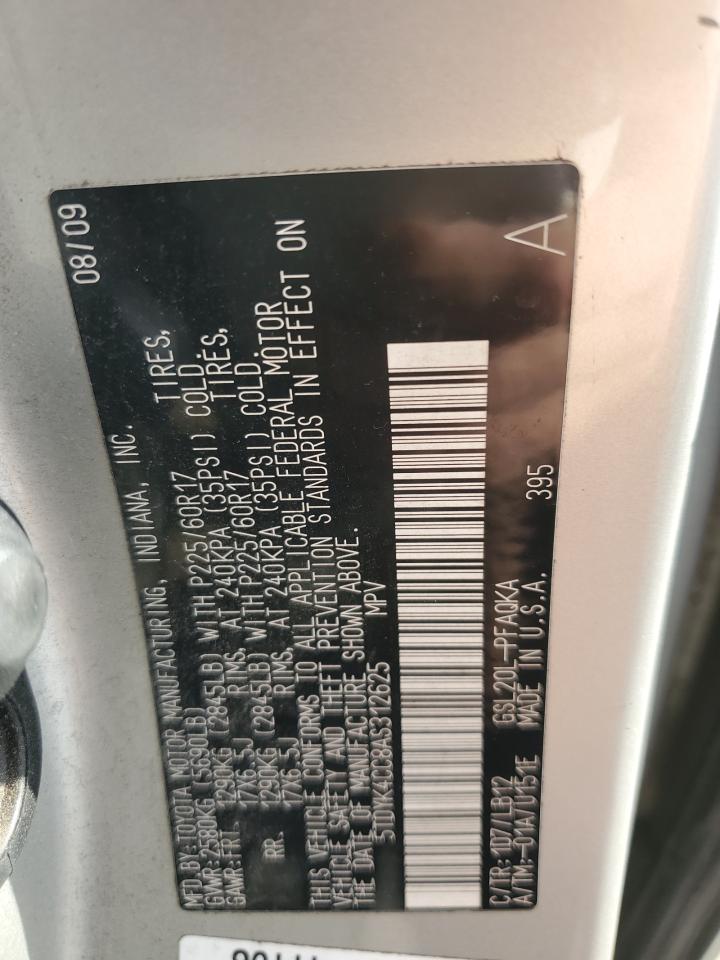 MFD.BY:TOYOTA MOTOR MANUFACTURING, INDIANA, INC. 08/09
GVWR:2580KG (5690LB)
GAWR:FRT 1290KG (2845LB) WITH P225/60R17 TIRES,
17X6.5J RIMS, AT 240KPA (35PSI) COLD.
RR. 1290KG (2845LB) WITH P225/60R17 TIRES,
17X6.5J RIMS, AT 240KPA (35PSI) COLD.
THIS VEHICLE CONFORMS TO ALL APPLICABLE FEDERAL MOTOR
VEHICLE SAFETY AND THEFT PREVENTION STANDARDS IN EFFECT ON
THE DATE OF MANUFACTURE SHOWN ABOVE.
5TDYK4CC8AS312625 MPV
C/TR:1D7/LB12 GSL20L-PFAQKA 395 A
A/TM:-01A/U151E MADE IN U.S.A.